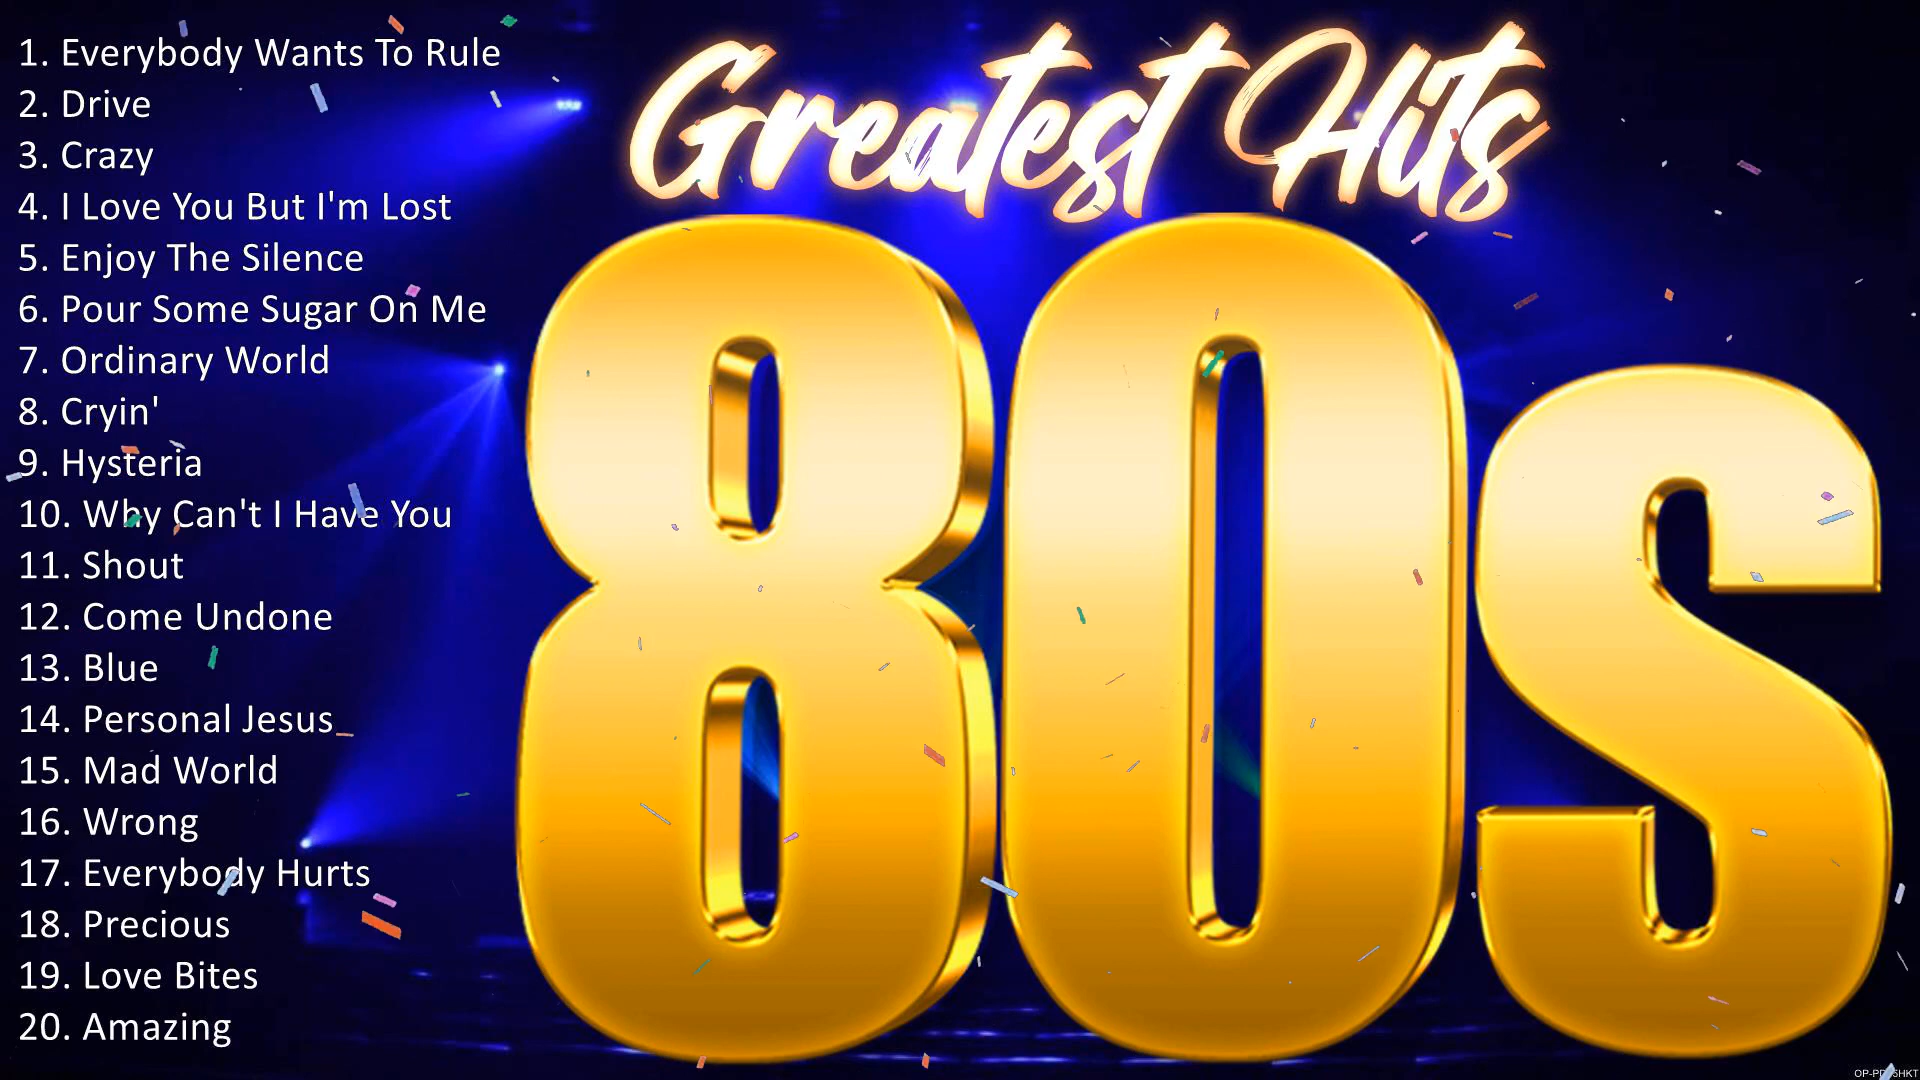 1. Everybody Wants To Rule
2. Drive
3. Crazy
4. I Love You But I'm Lost
5. Enjoy The Silence
6. Pour Some Sugar On Me
7. Ordinary World
8. Cryin'
9. Hysteria
10. Why Can't I Have You
11. Shout
12. Come Undone
13. Blue
14. Personal Jesus
15. Mad World
16. Wrong
17. Everybody Hurts
18. Precious
19. Love Bites
20. Amazing
Greatest Hits
80s